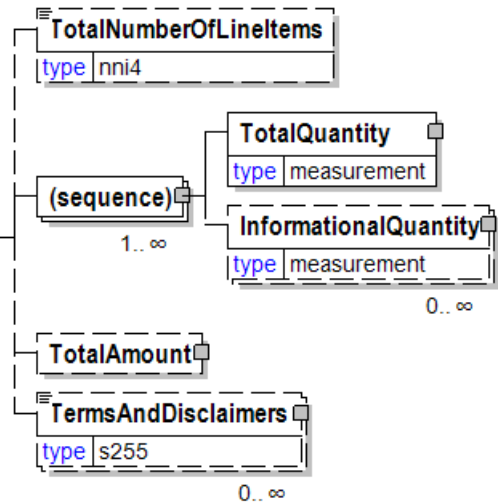 TotalNumberOfLineItems
type nni4
(sequence)
1.. ∞
TotalQuantity
type measurement
InformationalQuantity
type measurement
0.. ∞
TotalAmount
TermsAndDisclaimers
type s255
0.. ∞